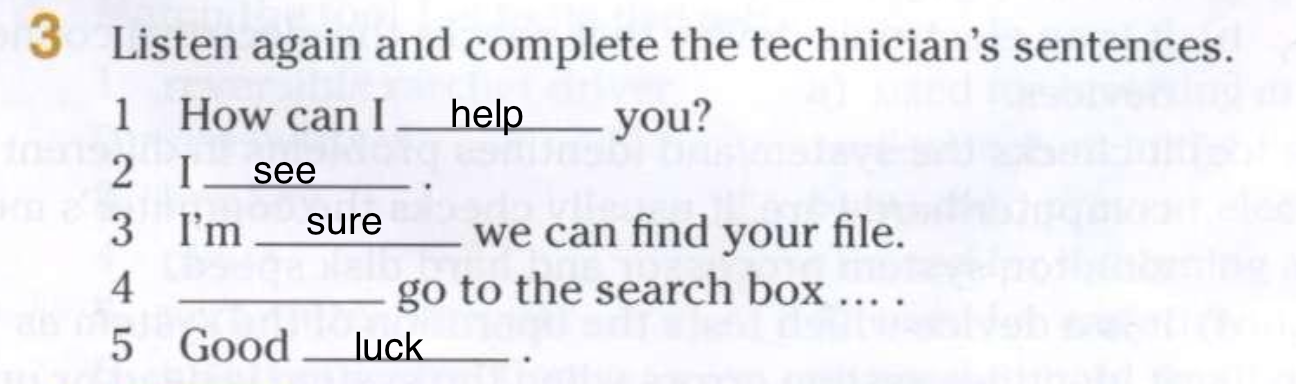 3 Listen again and complete the technician's sentences.
1 How can I help you?
2 I see .
3 I'm sure we can find your file.
4 __________ go to the search box ... .
5 Good luck .